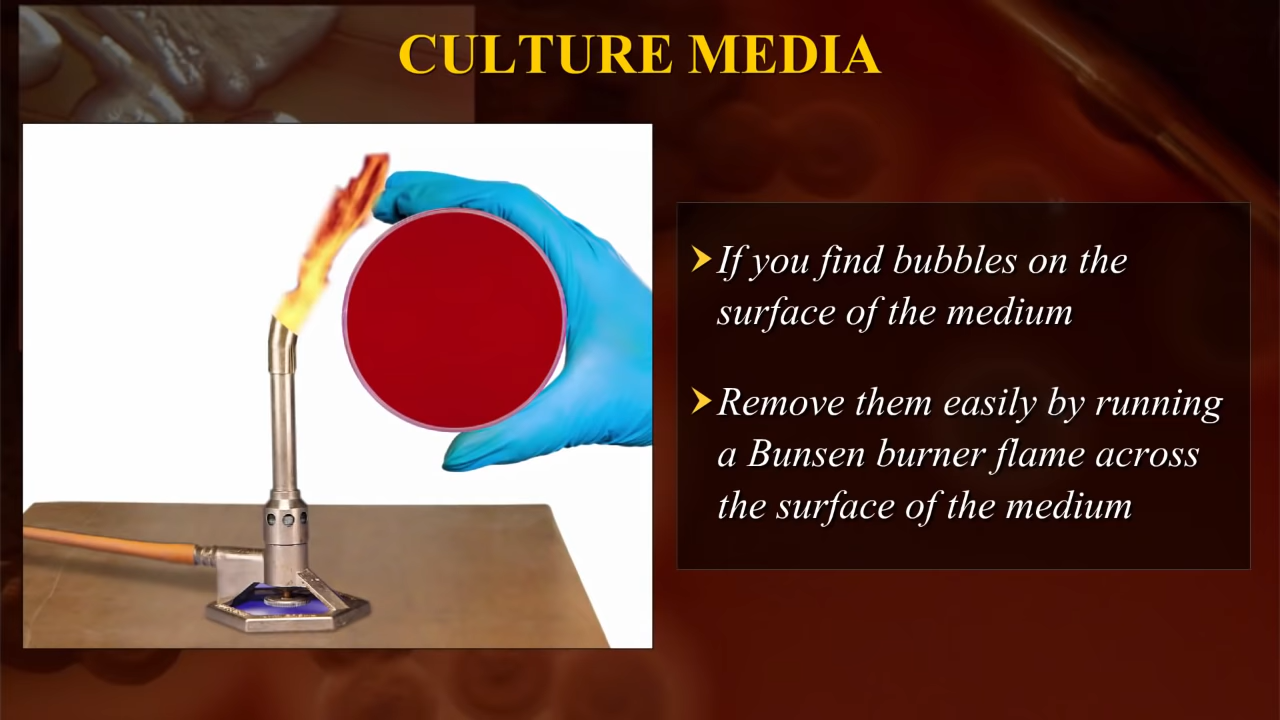 CULTURE MEDIA
If you find bubbles on the
surface of the medium
Remove them easily by running
a Bunsen burner flame across
the surface of the medium